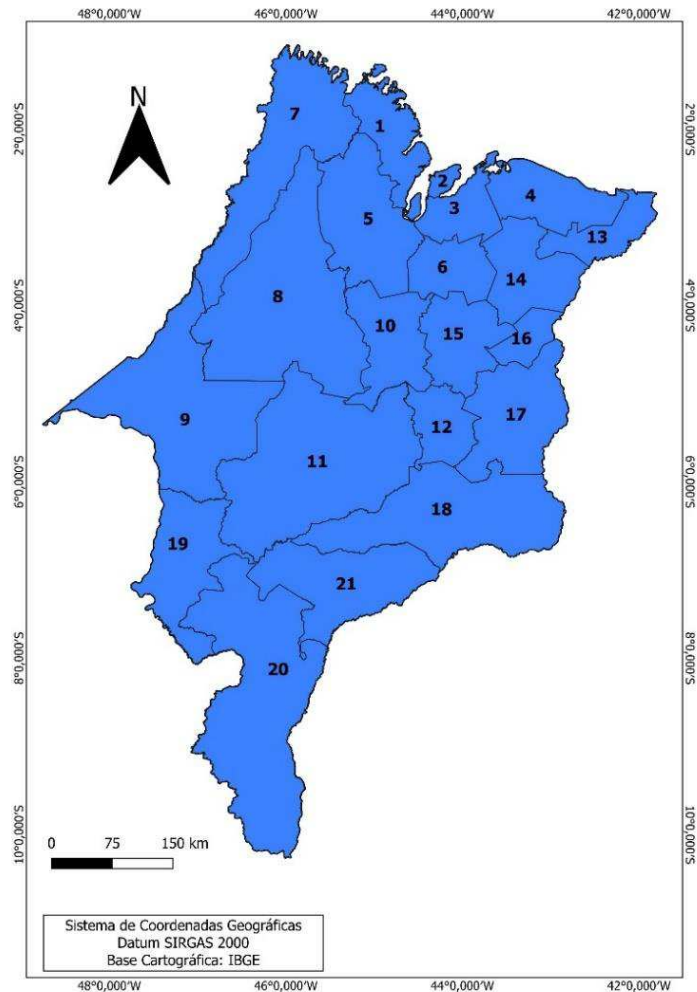 48°0,000'W 46°0,000'W 44°0,000'W 42°0,000'W
N
2°0,000'S 2°0,000'S
7
1
2
3
4
5
13
6
14
8
4°0,000'S 4°0,000'S
10
15
16
9
17
12
11
6°0,000'S 6°0,000'S
18
19
21
20
8°0,000'S 8°0,000'S
10°0,000'S 10°0,000'S
0 75 150 km
Sistema de Coordenadas Geográficas
Datum SIRGAS 2000
Base Cartográfica: IBGE
48°0,000'W 46°0,000'W 44°0,000'W 42°0,000'W